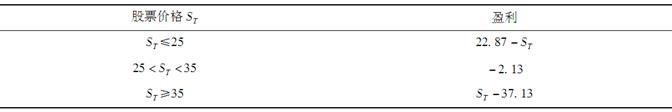 股票价格 S_T 盈利
S_T≤25 22. 87 − S_T
25 < S_T < 35 −2. 13
S_T≥35 S_T −37. 13